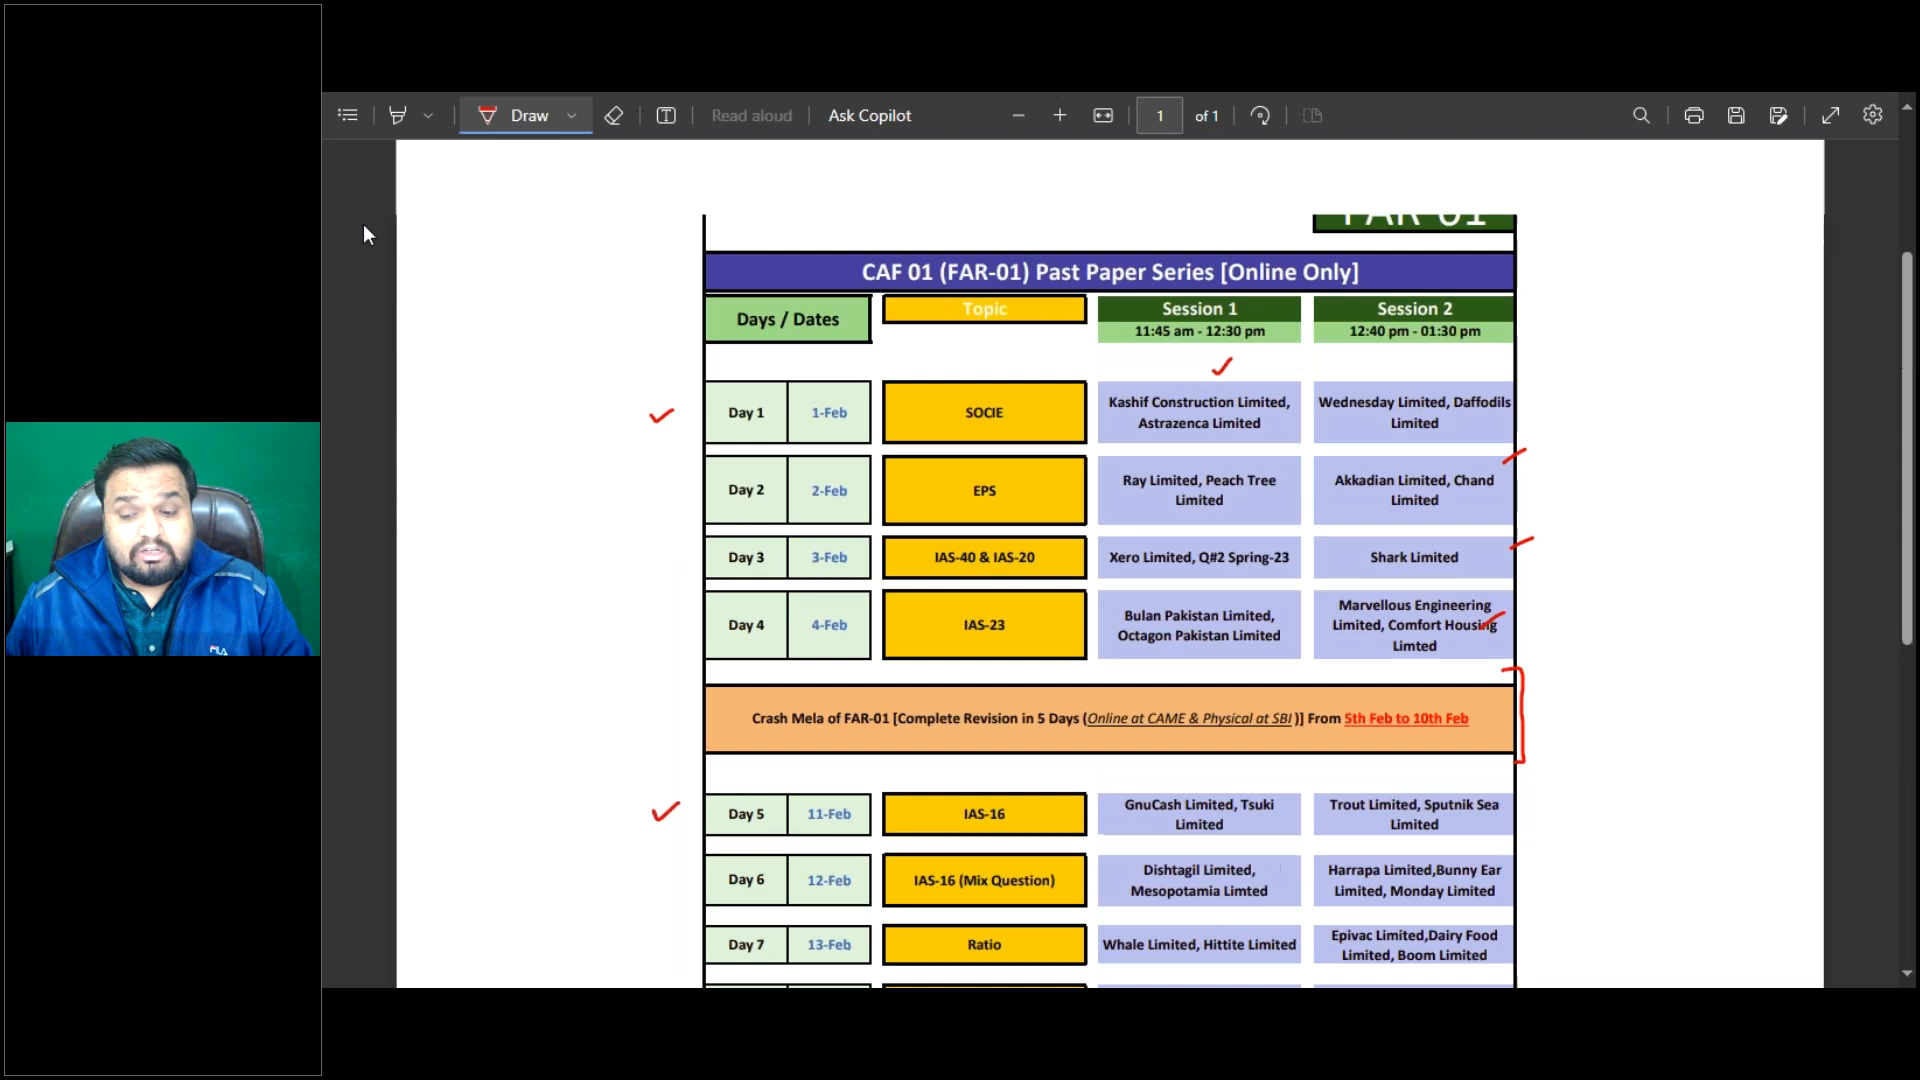 Draw
Read aloud
Ask Copilot
1
of 1
FAR-01
CAF 01 (FAR-01) Past Paper Series [Online Only]
Days / Dates
Topic
Session 1
Session 2
11:45 am - 12:30 pm
12:40 pm - 01:30 pm
Day 1
1-Feb
SOCIE
Kashif Construction Limited,
Astrazenca Limited
Wednesday Limited, Daffodils
Limited
Day 2
2-Feb
EPS
Ray Limited, Peach Tree
Limited
Akkadian Limited, Chand
Limited
Day 3
3-Feb
IAS-40 & IAS-20
Xero Limited, Q#2 Spring-23
Shark Limited
Day 4
4-Feb
IAS-23
Bulan Pakistan Limited,
Octagon Pakistan Limited
Marvellous Engineering
Limited, Comfort Housing
Limted
Crash Mela of FAR-01 [Complete Revision in 5 Days (Online at CAME & Physical at SBI )] From 5th Feb to 10th Feb
Day 5
11-Feb
IAS-16
GnuCash Limited, Tsuki
Limited
Trout Limited, Sputnik Sea
Limited
Day 6
12-Feb
IAS-16 (Mix Question)
Dishtagil Limited,
Mesopotamia Limted
Harrapa Limited,Bunny Ear
Limited, Monday Limited
Day 7
13-Feb
Ratio
Whale Limited, Hittite Limited
Epivac Limited,Dairy Food
Limited, Boom Limited
FILA